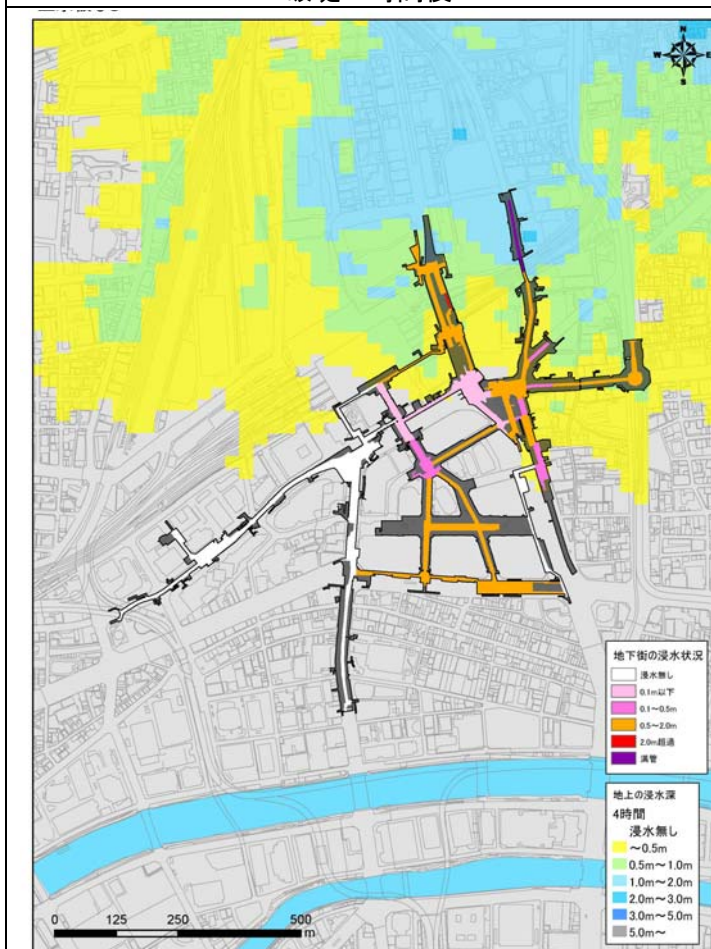 N
W E
S
地下街の浸水状況
浸水無し
0.1m以下
0.1～0.5m
0.5～2.0m
2.0m超過
満管
地上の浸水深
4時間
浸水無し
～0.5m
0.5m～1.0m
1.0m～2.0m
2.0m～3.0m
3.0m～5.0m
5.0m～
0 125 250 500
m